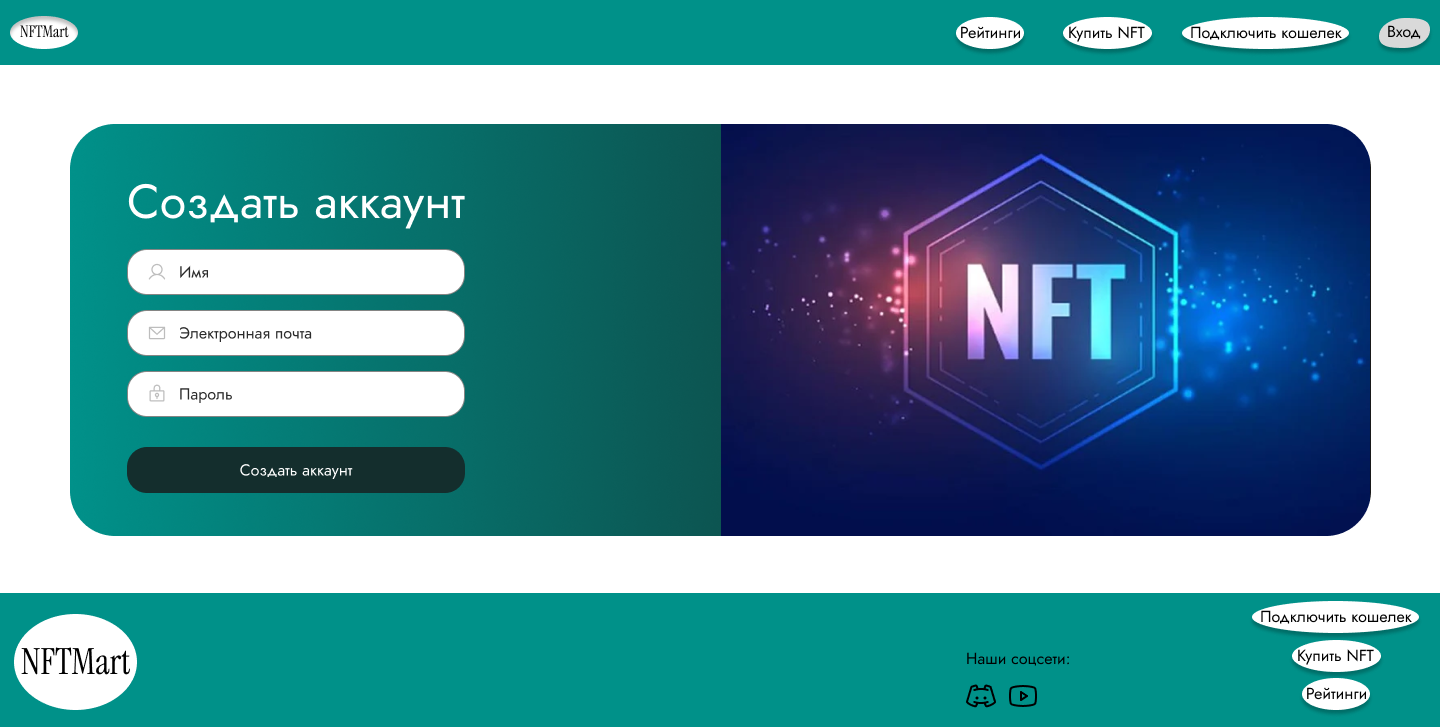 NFTMart
Рейтинги
Купить NFT
Подключить кошелек
Вход
Создать аккаунт
Имя
Электронная почта
Пароль
Создать аккаунт
NFT
NFTMart
Наши соцсети:
Подключить кошелек
Купить NFT
Рейтинги